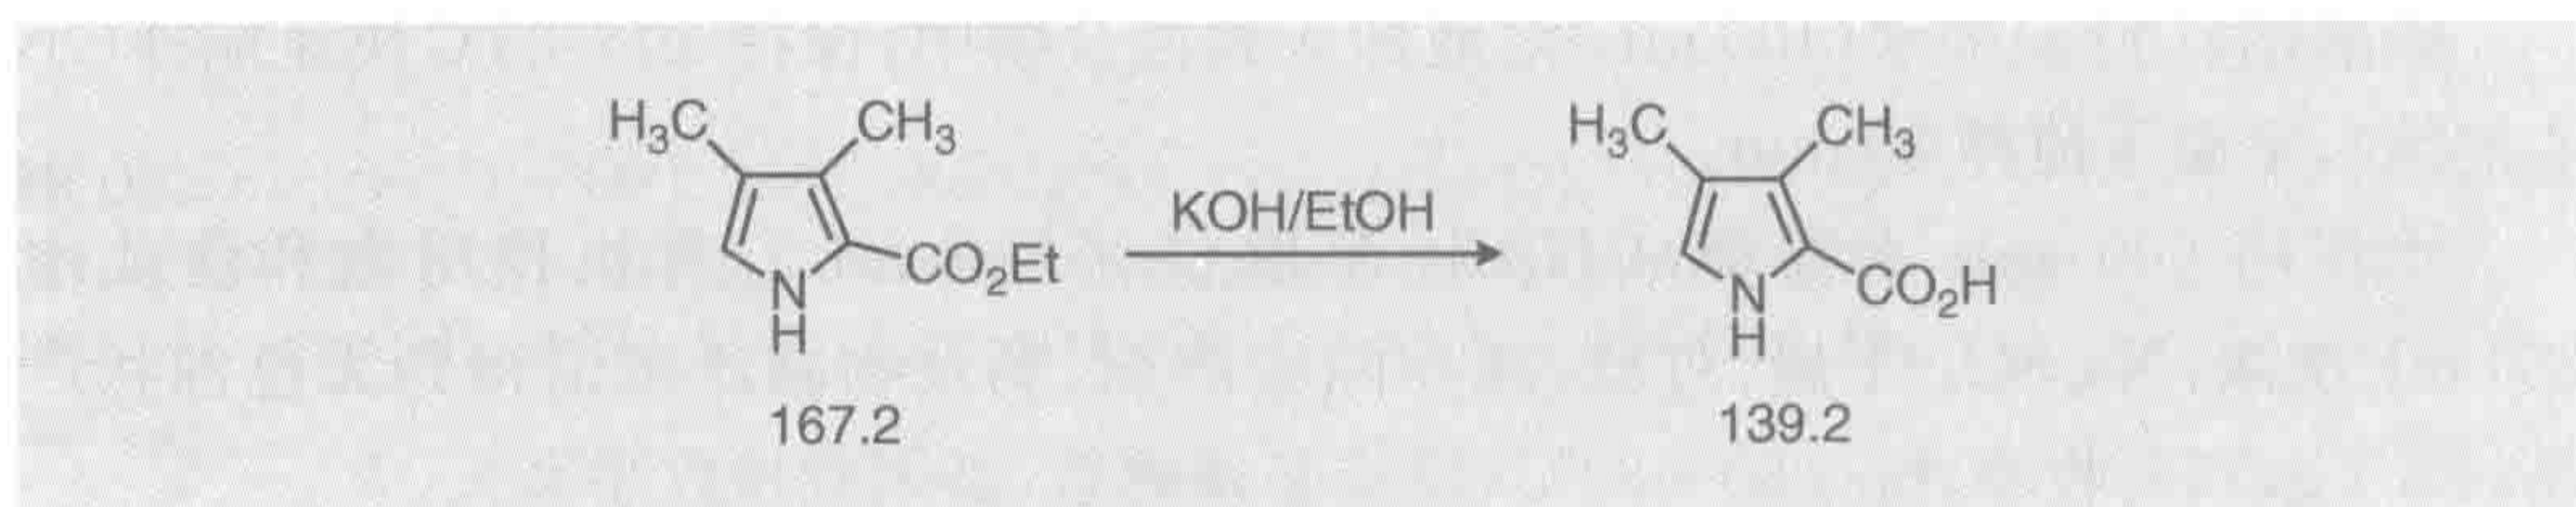 H₃C CH₃ H₃C CH₃
KOH/EtOH
CO₂Et CO₂H
N N
H H
167.2 139.2